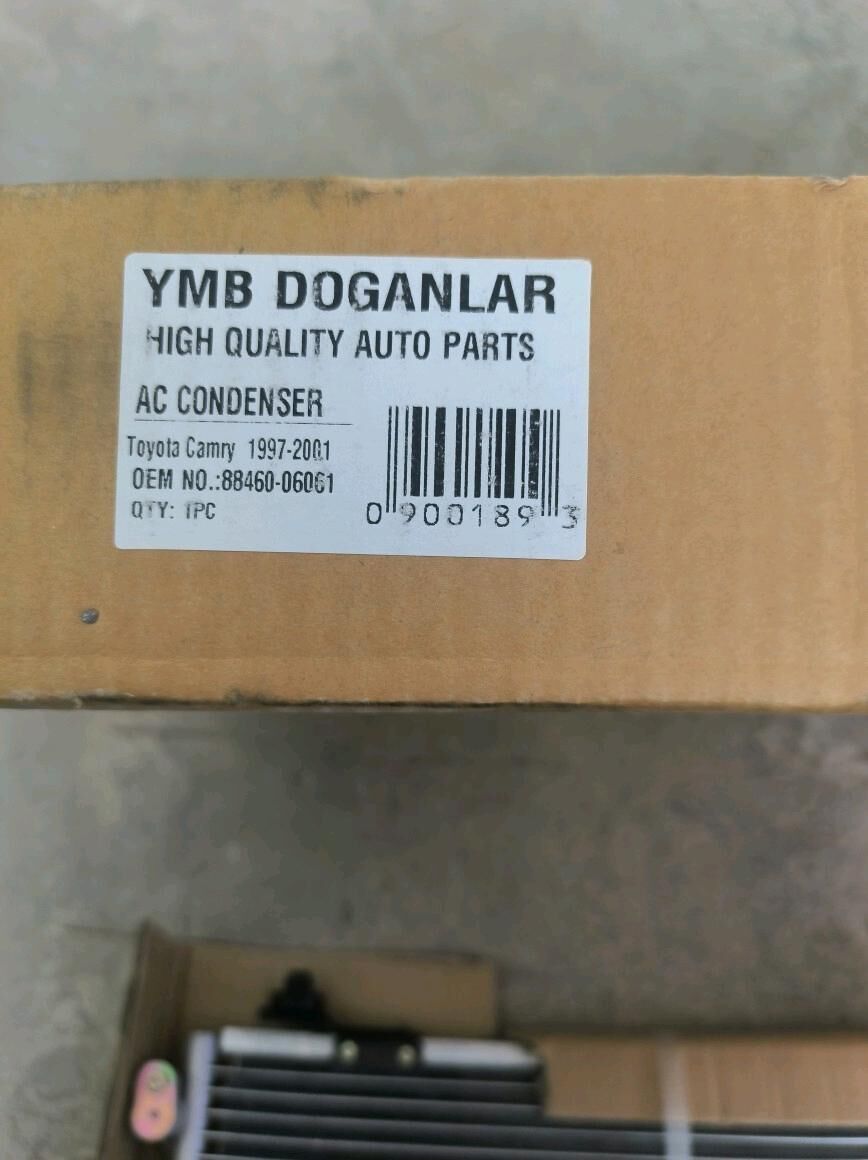 YMB DOGANLAR
HIGH QUALITY AUTO PARTS
AC CONDENSER
Toyota Camry 1997-2001
OEM NO.:88460-06061
QTY: 1PC
0 900189 3